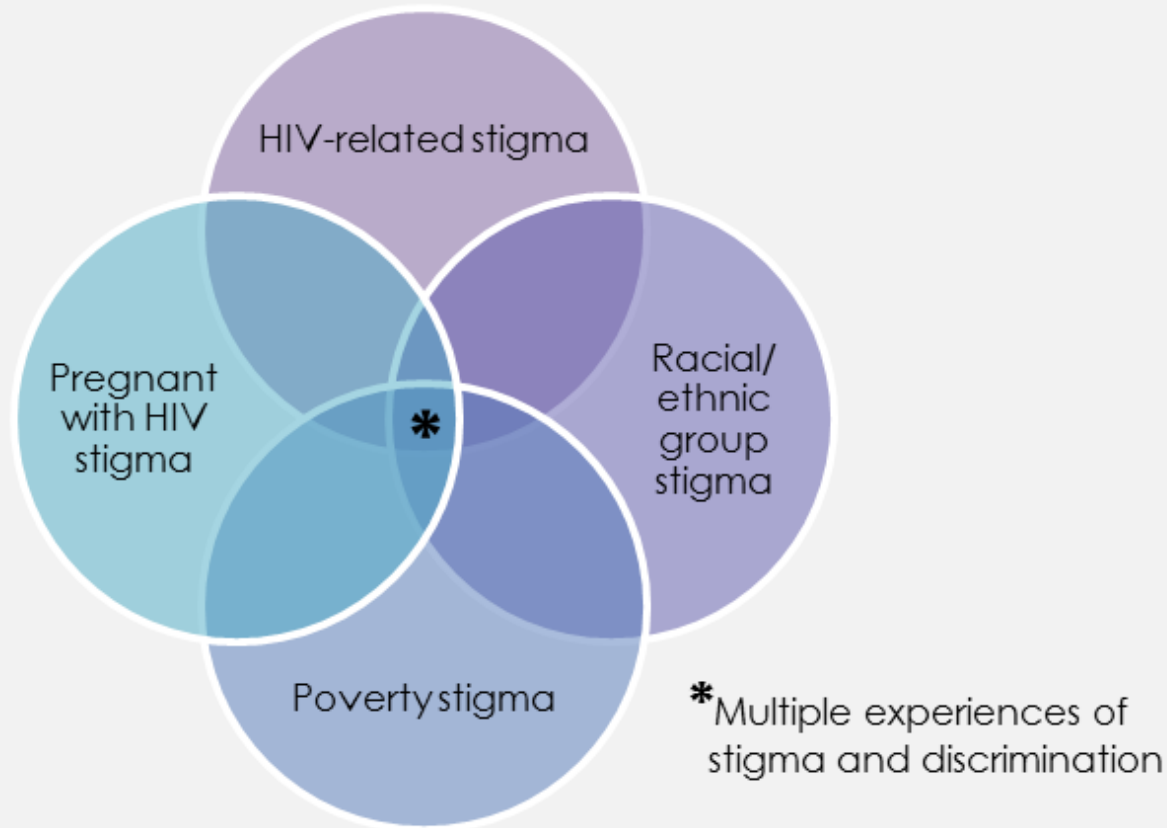 HIV-related stigma
Pregnant
with HIV
stigma
Racial/
ethnic
group
stigma
*
Poverty stigma
*Multiple experiences of
stigma and discrimination